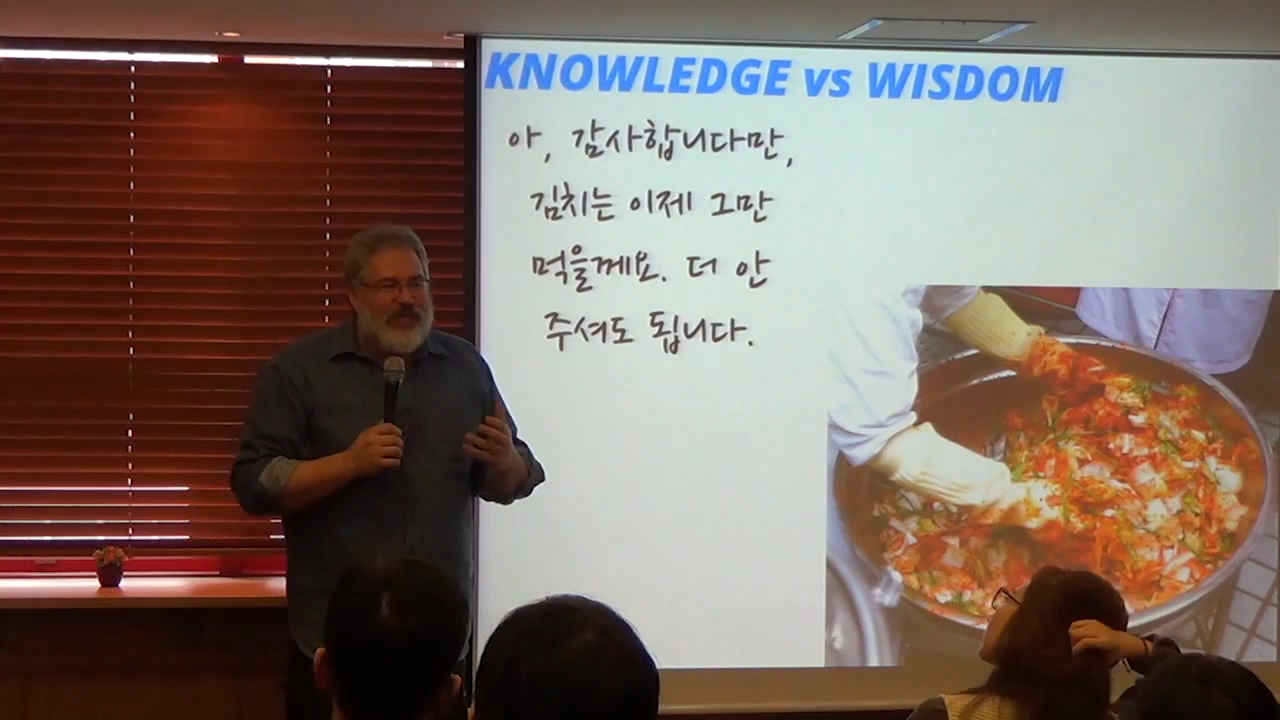 KNOWLEDGE vs WISDOM
아, 감사합니다만,
김치는 이제 그만
먹을께요. 더 안
주셔도 됩니다.